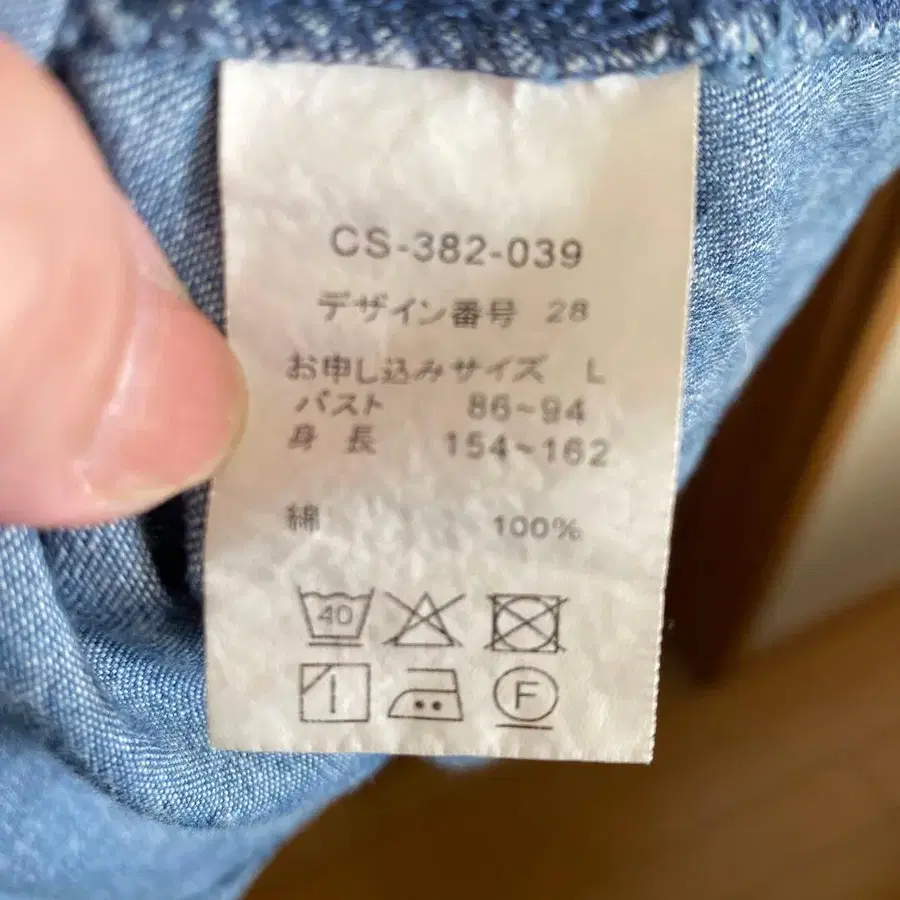 CS-382-039
デザイン番号 28
お申し込みサイズ L
バスト 86~94
身長 154~162
綿 100%
40
F